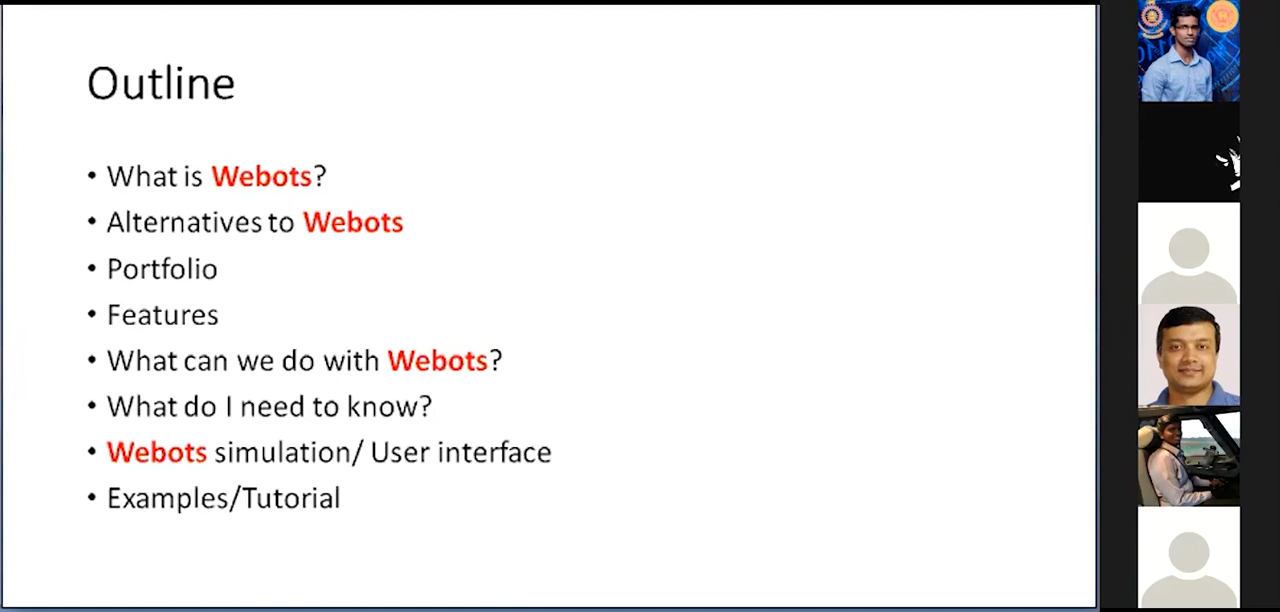 Outline
• What is Webots?
• Alternatives to Webots
• Portfolio
• Features
• What can we do with Webots?
• What do I need to know?
• Webots simulation/ User interface
• Examples/Tutorial